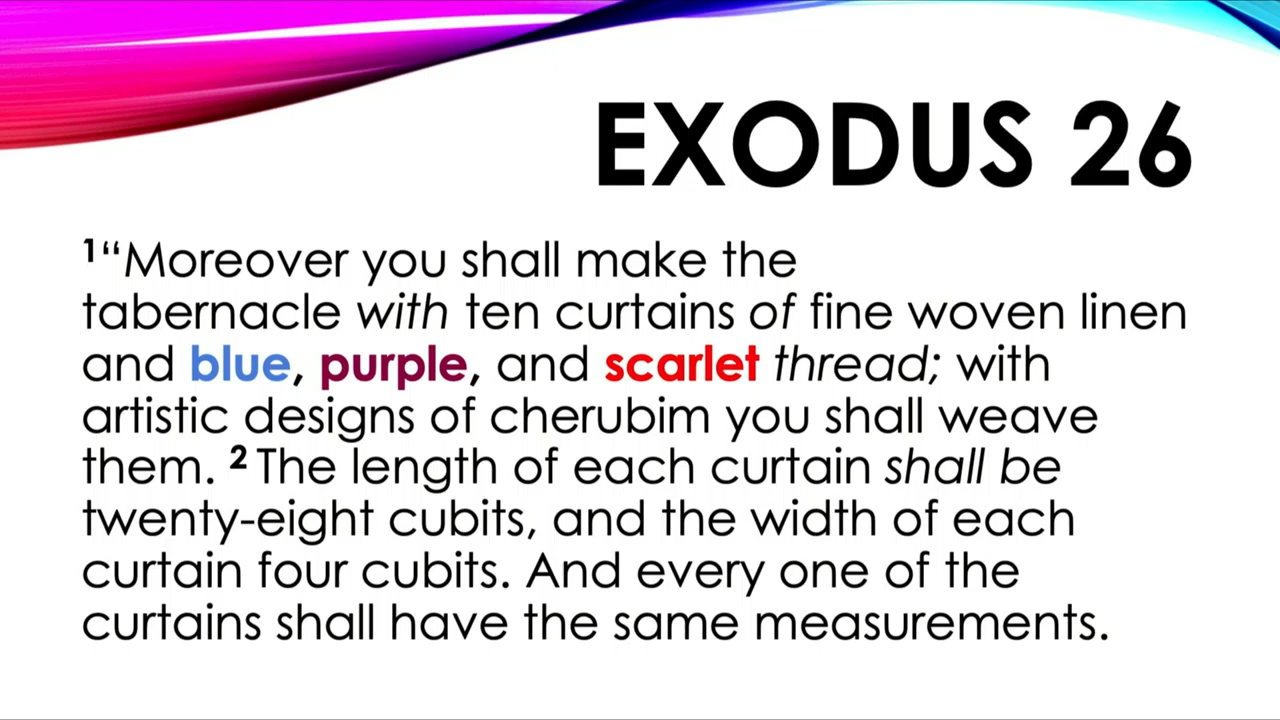 EXODUS 26
1“Moreover you shall make the
tabernacle with ten curtains of fine woven linen
and blue, purple, and scarlet thread; with
artistic designs of cherubim you shall weave
them. 2 The length of each curtain shall be
twenty-eight cubits, and the width of each
curtain four cubits. And every one of the
curtains shall have the same measurements.